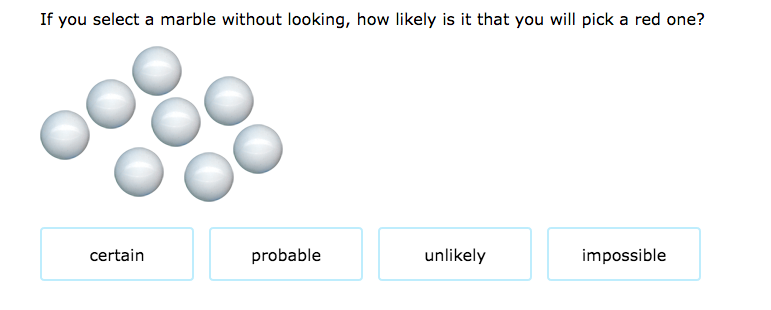 If you select a marble without looking, how likely is it that you will pick a red one?
certain
probable
unlikely
impossible